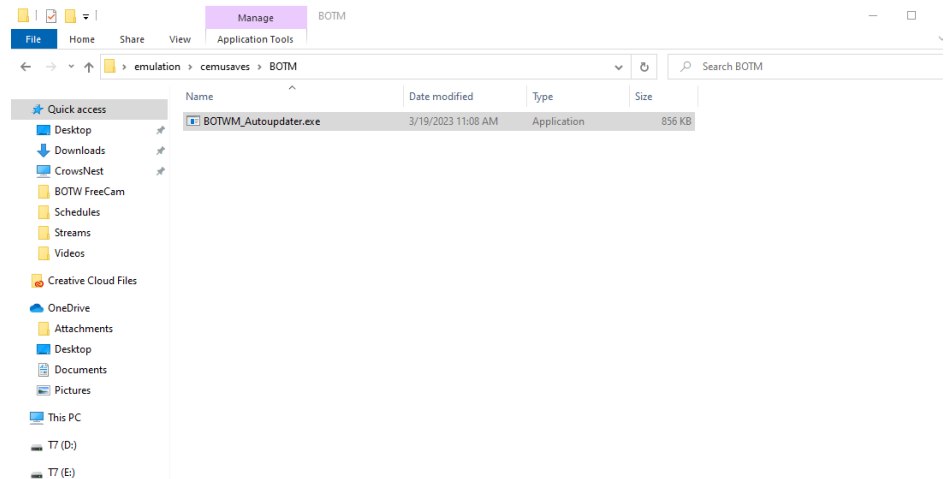 Manage BOTM
File Home Share View Application Tools
emulation > cemusaves > BOTM Search BOTM
Name Date modified Type Size
BOTWM_Autoupdater.exe 3/19/2023 11:08 AM Application 856 KB
Quick access
Desktop
Downloads
CrowsNest
BOTW FreeCam
Schedules
Streams
Videos
Creative Cloud Files
OneDrive
Attachments
Desktop
Documents
Pictures
This PC
T7 (D:)
T7 (E:)